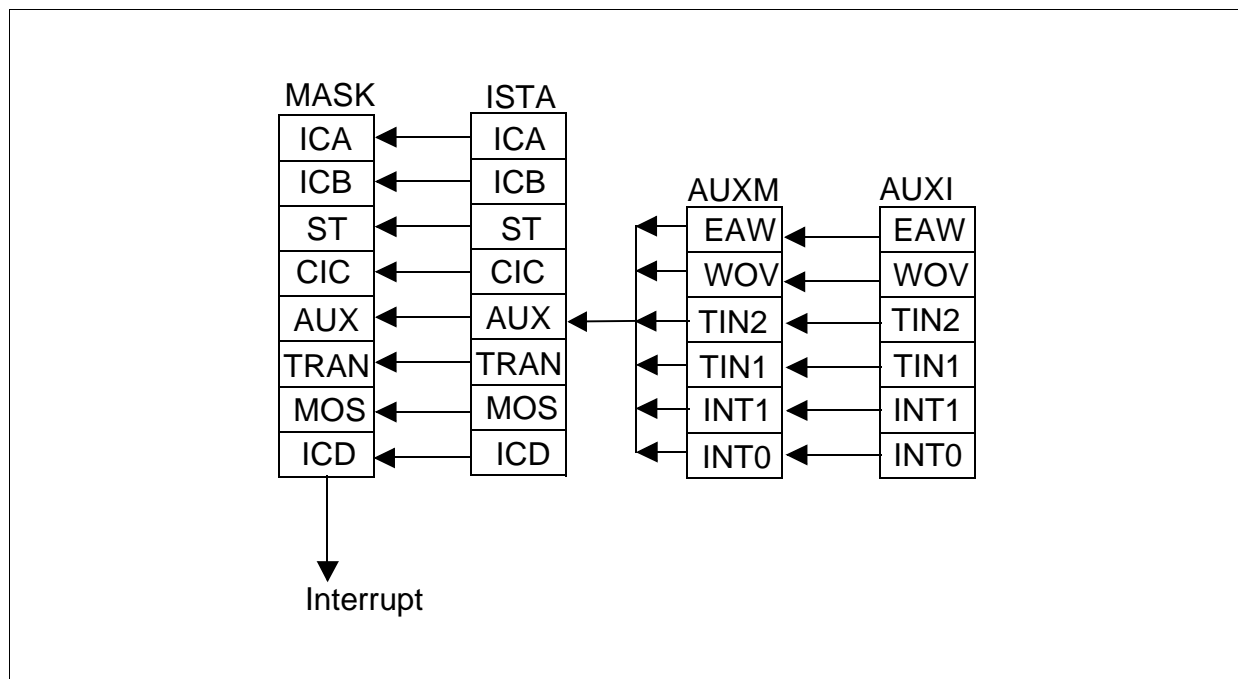 MASK
ICA
ICB
ST
CIC
AUX
TRAN
MOS
ICD
Interrupt
ISTA
ICA
ICB
ST
CIC
AUX
TRAN
MOS
ICD
AUXM
EAW
WOV
TIN2
TIN1
INT1
INT0
AUXI
EAW
WOV
TIN2
TIN1
INT1
INT0